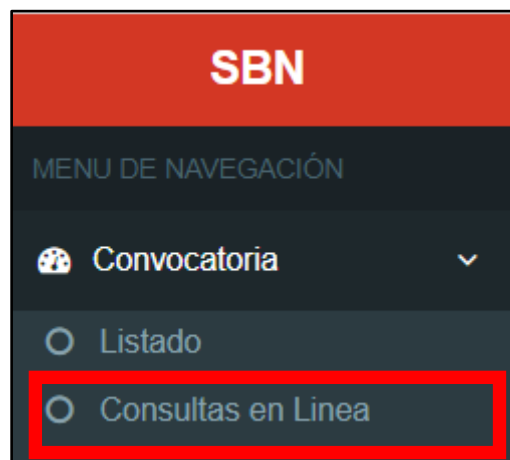 SBN
MENU DE NAVEGACIÓN
Convocatoria
Listado
Consultas en Linea